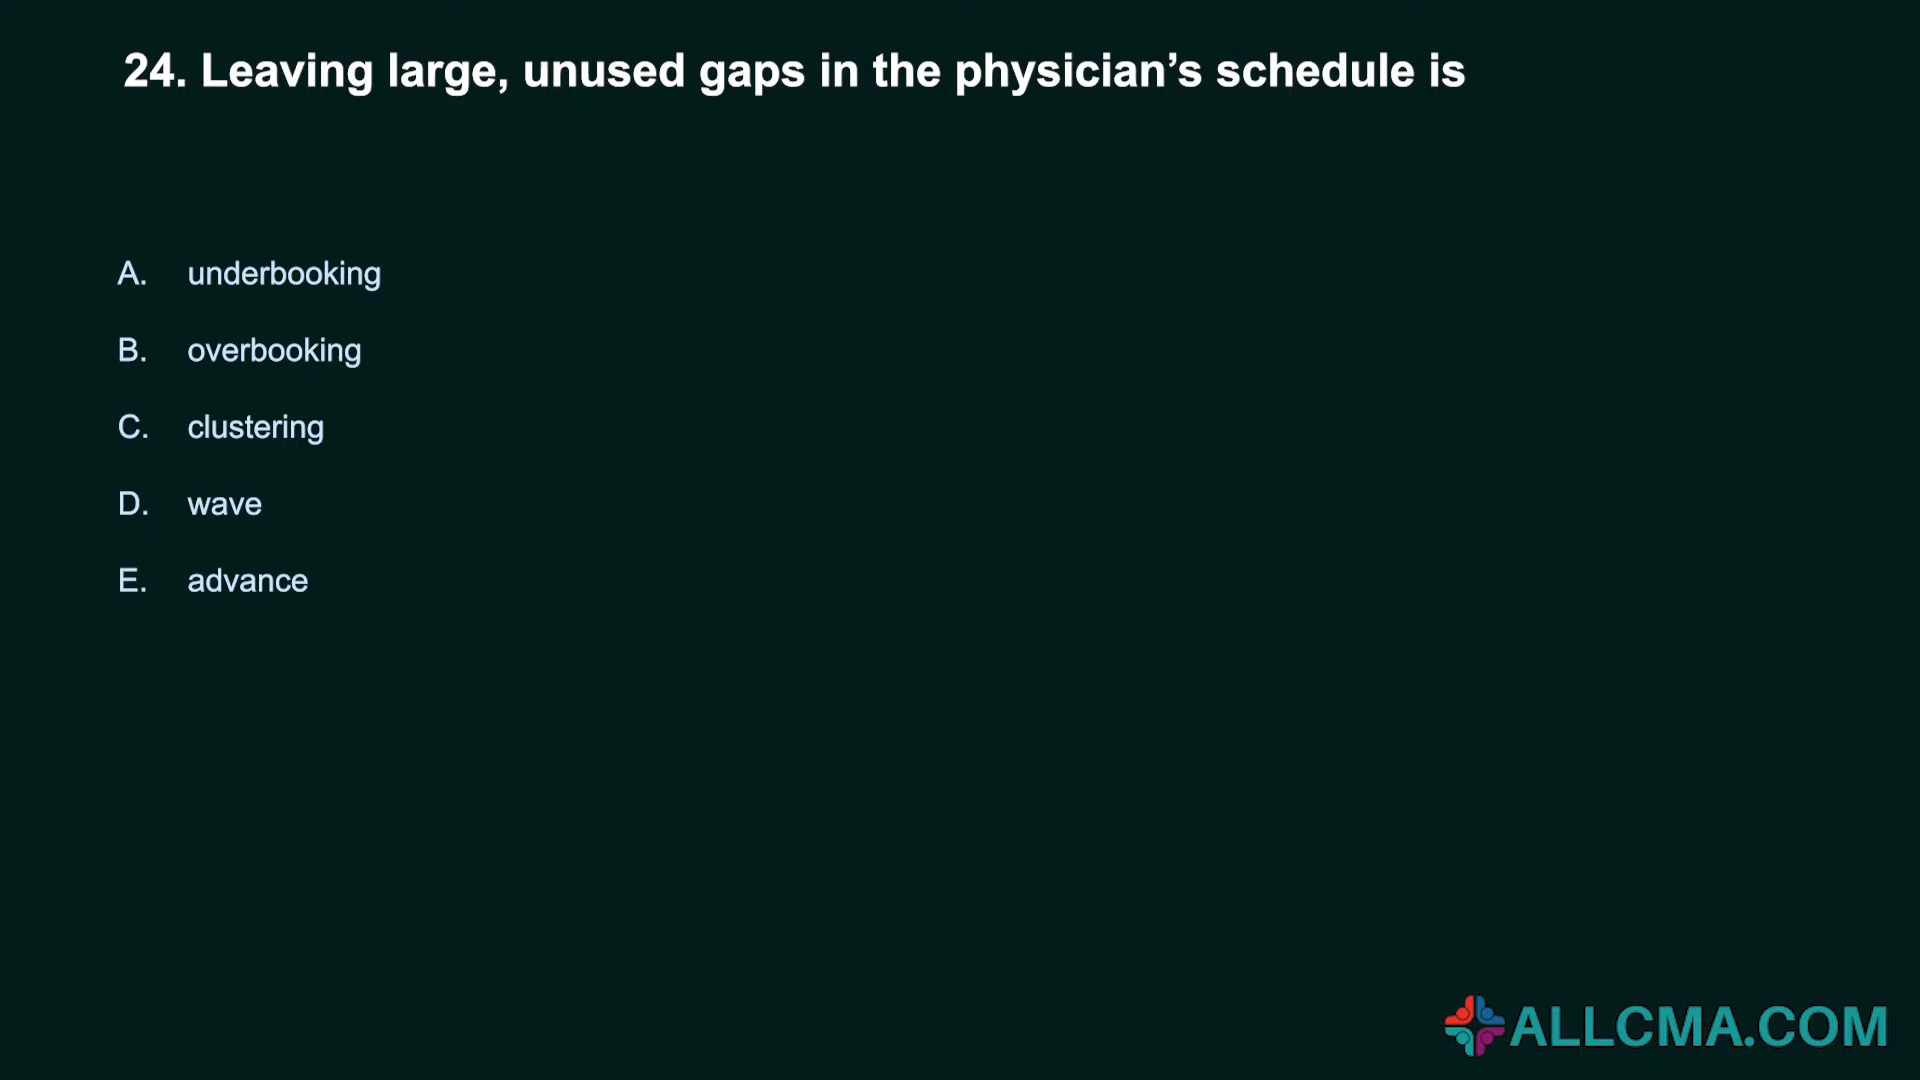 24. Leaving large, unused gaps in the physician’s schedule is
A. underbooking
B. overbooking
C. clustering
D. wave
E. advance
ALLCMA.COM